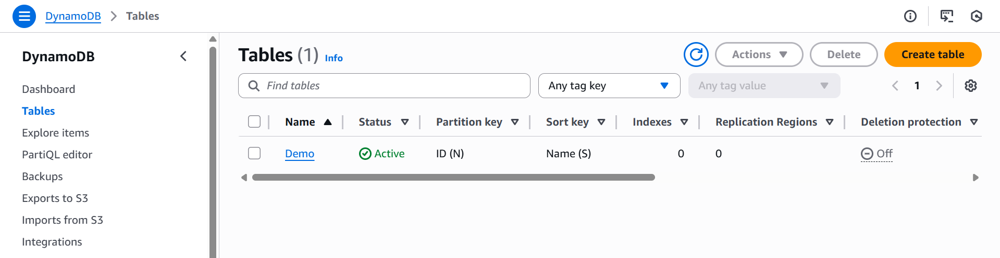 DynamoDB > Tables
DynamoDB
Dashboard
Tables
Explore items
PartiQL editor
Backups
Exports to S3
Imports from S3
Integrations
Tables (1) Info
Actions Delete Create table
Find tables Any tag key Any tag value 1
Name Status Partition key Sort key Indexes Replication Regions Deletion protection
Demo Active ID (N) Name (S) 0 0 Off